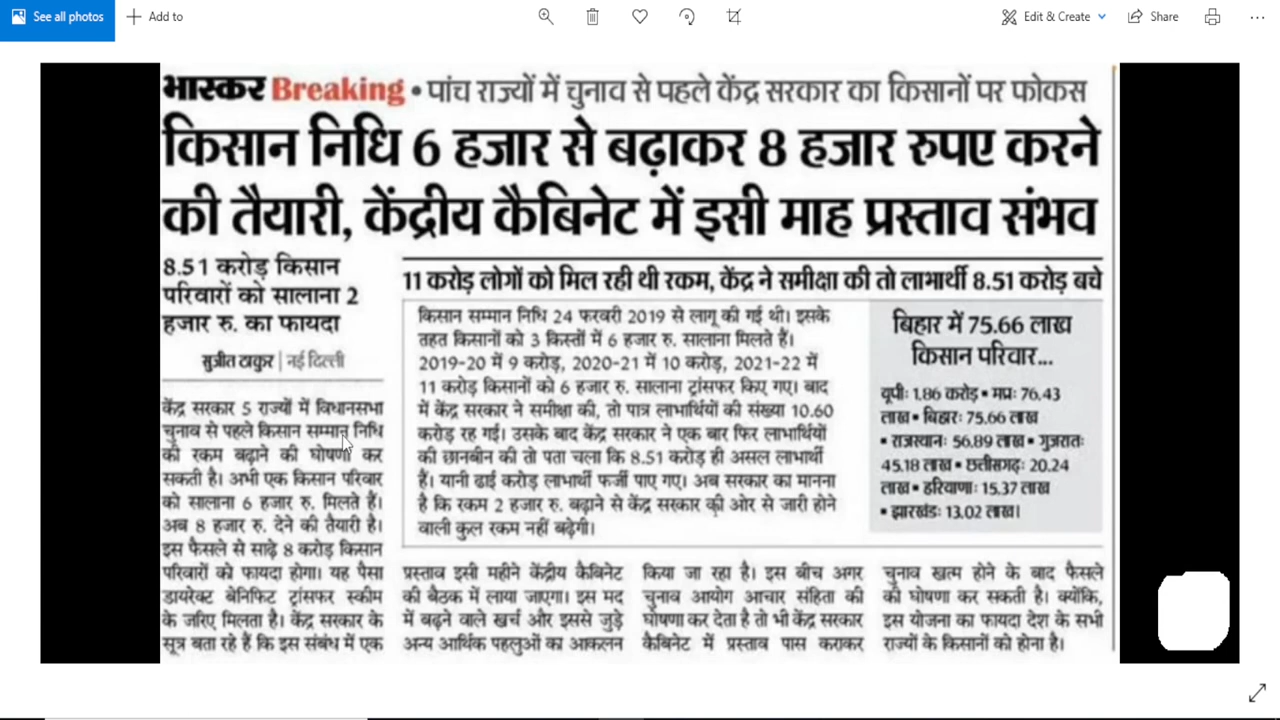 See all photos
Add to
Edit & Create
Share
भास्कर Breaking • पांच राज्यों में चुनाव से पहले केंद्र सरकार का किसानों पर फोकस
किसान निधि 6 हजार से बढ़ाकर 8 हजार रुपए करने
की तैयारी, केंद्रीय कैबिनेट में इसी माह प्रस्ताव संभव
8.51 करोड़ किसान
परिवारों को सालाना 2
हजार रु. का फायदा
सुजीत ठाकुर | नई दिल्ली
केंद्र सरकार 5 राज्यों में विधानसभा
चुनाव से पहले किसान सम्मान निधि
की रकम बढ़ाने की घोषणा कर
सकती है। अभी एक किसान परिवार
को सालाना 6 हजार रु. मिलते हैं।
अब 8 हजार रु. देने की तैयारी है।
इस फैसले से साढ़े 8 करोड़ किसान
परिवारों को फायदा होगा। यह पैसा
डायरेक्ट बेनिफिट ट्रांसफर स्कीम
के जरिए मिलता है। केंद्र सरकार के
सूत्र बता रहे हैं कि इस संबंध में एक
11 करोड़ लोगों को मिल रही थी रकम, केंद्र ने समीक्षा की तो लाभार्थी 8.51 करोड़ बचे
किसान सम्मान निधि 24 फरवरी 2019 से लागू की गई थी। इसके
तहत किसानों को 3 किस्तों में 6 हजार रु. सालाना मिलते हैं।
2019-20 में 9 करोड़, 2020-21 में 10 करोड़, 2021-22 में
11 करोड़ किसानों को 6 हजार रु. सालाना ट्रांसफर किए गए। बाद
में केंद्र सरकार ने समीक्षा की, तो पात्र लाभार्थियों की संख्या 10.60
करोड़ रह गई। उसके बाद केंद्र सरकार ने एक बार फिर लाभार्थियों
की छानबीन की तो पता चला कि 8.51 करोड़ ही असल लाभार्थी
हैं। यानी ढाई करोड़ लाभार्थी फर्जी पाए गए। अब सरकार का मानना
है कि रकम 2 हजार रु. बढ़ाने से केंद्र सरकार की ओर से जारी होने
वाली कुल रकम नहीं बढ़ेगी।
बिहार में 75.66 लाख
किसान परिवार...
यूपी: 1.86 करोड़ ▪ मप्र: 76.43
लाख ▪ बिहार: 75.66 लाख
▪ राजस्थान: 56.89 लाख ▪ गुजरात:
45.18 लाख ▪ छत्तीसगढ़: 20.24
लाख ▪ हरियाणा: 15.37 लाख
▪ झारखंड: 13.02 लाख।
प्रस्ताव इसी महीने केंद्रीय कैबिनेट
की बैठक में लाया जाएगा। इस मद
में बढ़ने वाले खर्च और इससे जुड़े
अन्य आर्थिक पहलुओं का आकलन
किया जा रहा है। इस बीच अगर
चुनाव आयोग आचार संहिता की
घोषणा कर देता है तो भी केंद्र सरकार
कैबिनेट में प्रस्ताव पास कराकर
चुनाव खत्म होने के बाद फैसले
की घोषणा कर सकती है। क्योंकि,
इस योजना का फायदा देश के सभी
राज्यों के किसानों को होना है।